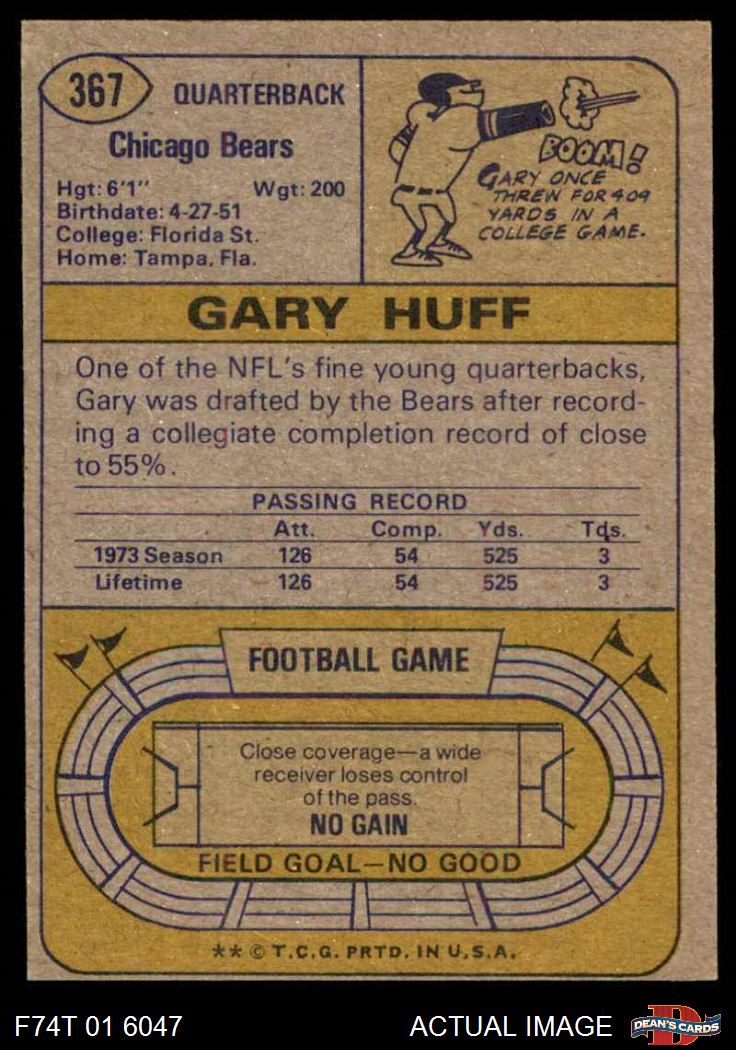 367
QUARTERBACK
Chicago Bears
Hgt: 6'1" Wgt: 200
Birthdate: 4-27-51
College: Florida St.
Home: Tampa, Fla.
BOOM!
GARY ONCE
THREW FOR 409
YARDS IN A
COLLEGE GAME.
GARY HUFF
One of the NFL's fine young quarterbacks,
Gary was drafted by the Bears after record-
ing a collegiate completion record of close
to 55%.
PASSING RECORD
Att. Comp. Yds. Tds.
1973 Season 126 54 525 3
Lifetime 126 54 525 3
FOOTBALL GAME
Close coverage—a wide
receiver loses control
of the pass.
NO GAIN
FIELD GOAL—NO GOOD
** © T.C.G. PRTD. IN U.S.A.
F74T 01 6047 ACTUAL IMAGE
D
DEAN'S CARDS